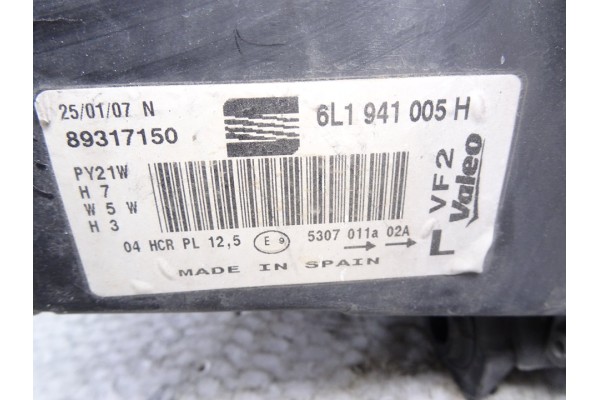 25/01/07 N
89317150
6L1 941 005 H
PY21W
H 7
W 5 W
H 3
04 HCR PL 12,5 E 9 5307 011a 02A
MADE IN SPAIN
L VF2
Valeo